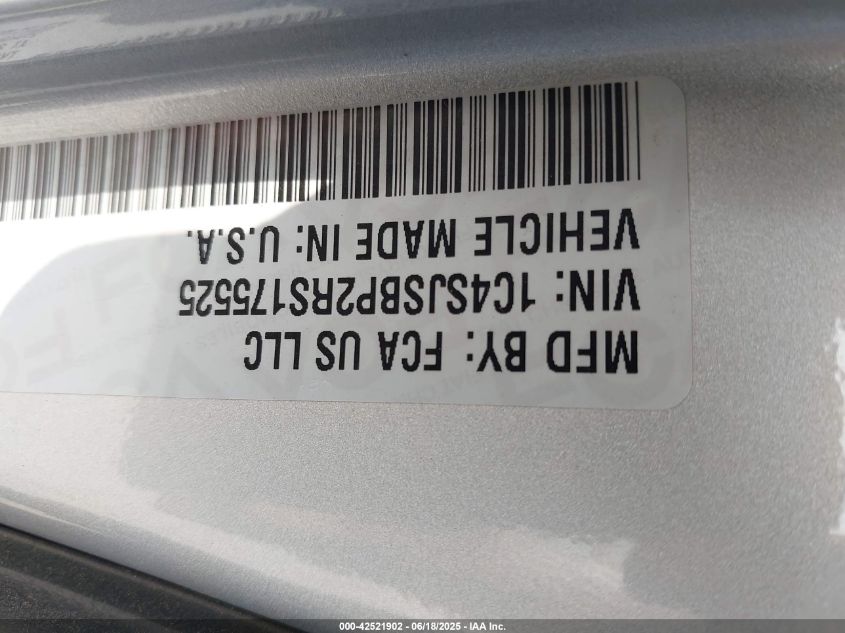 MFD BY: FCA US LLC
VIN: 1C4SJSBP2RS175525
VEHICLE MADE IN: U.S.A.
000-42521902 - 06/18/2025 - IAA Inc.